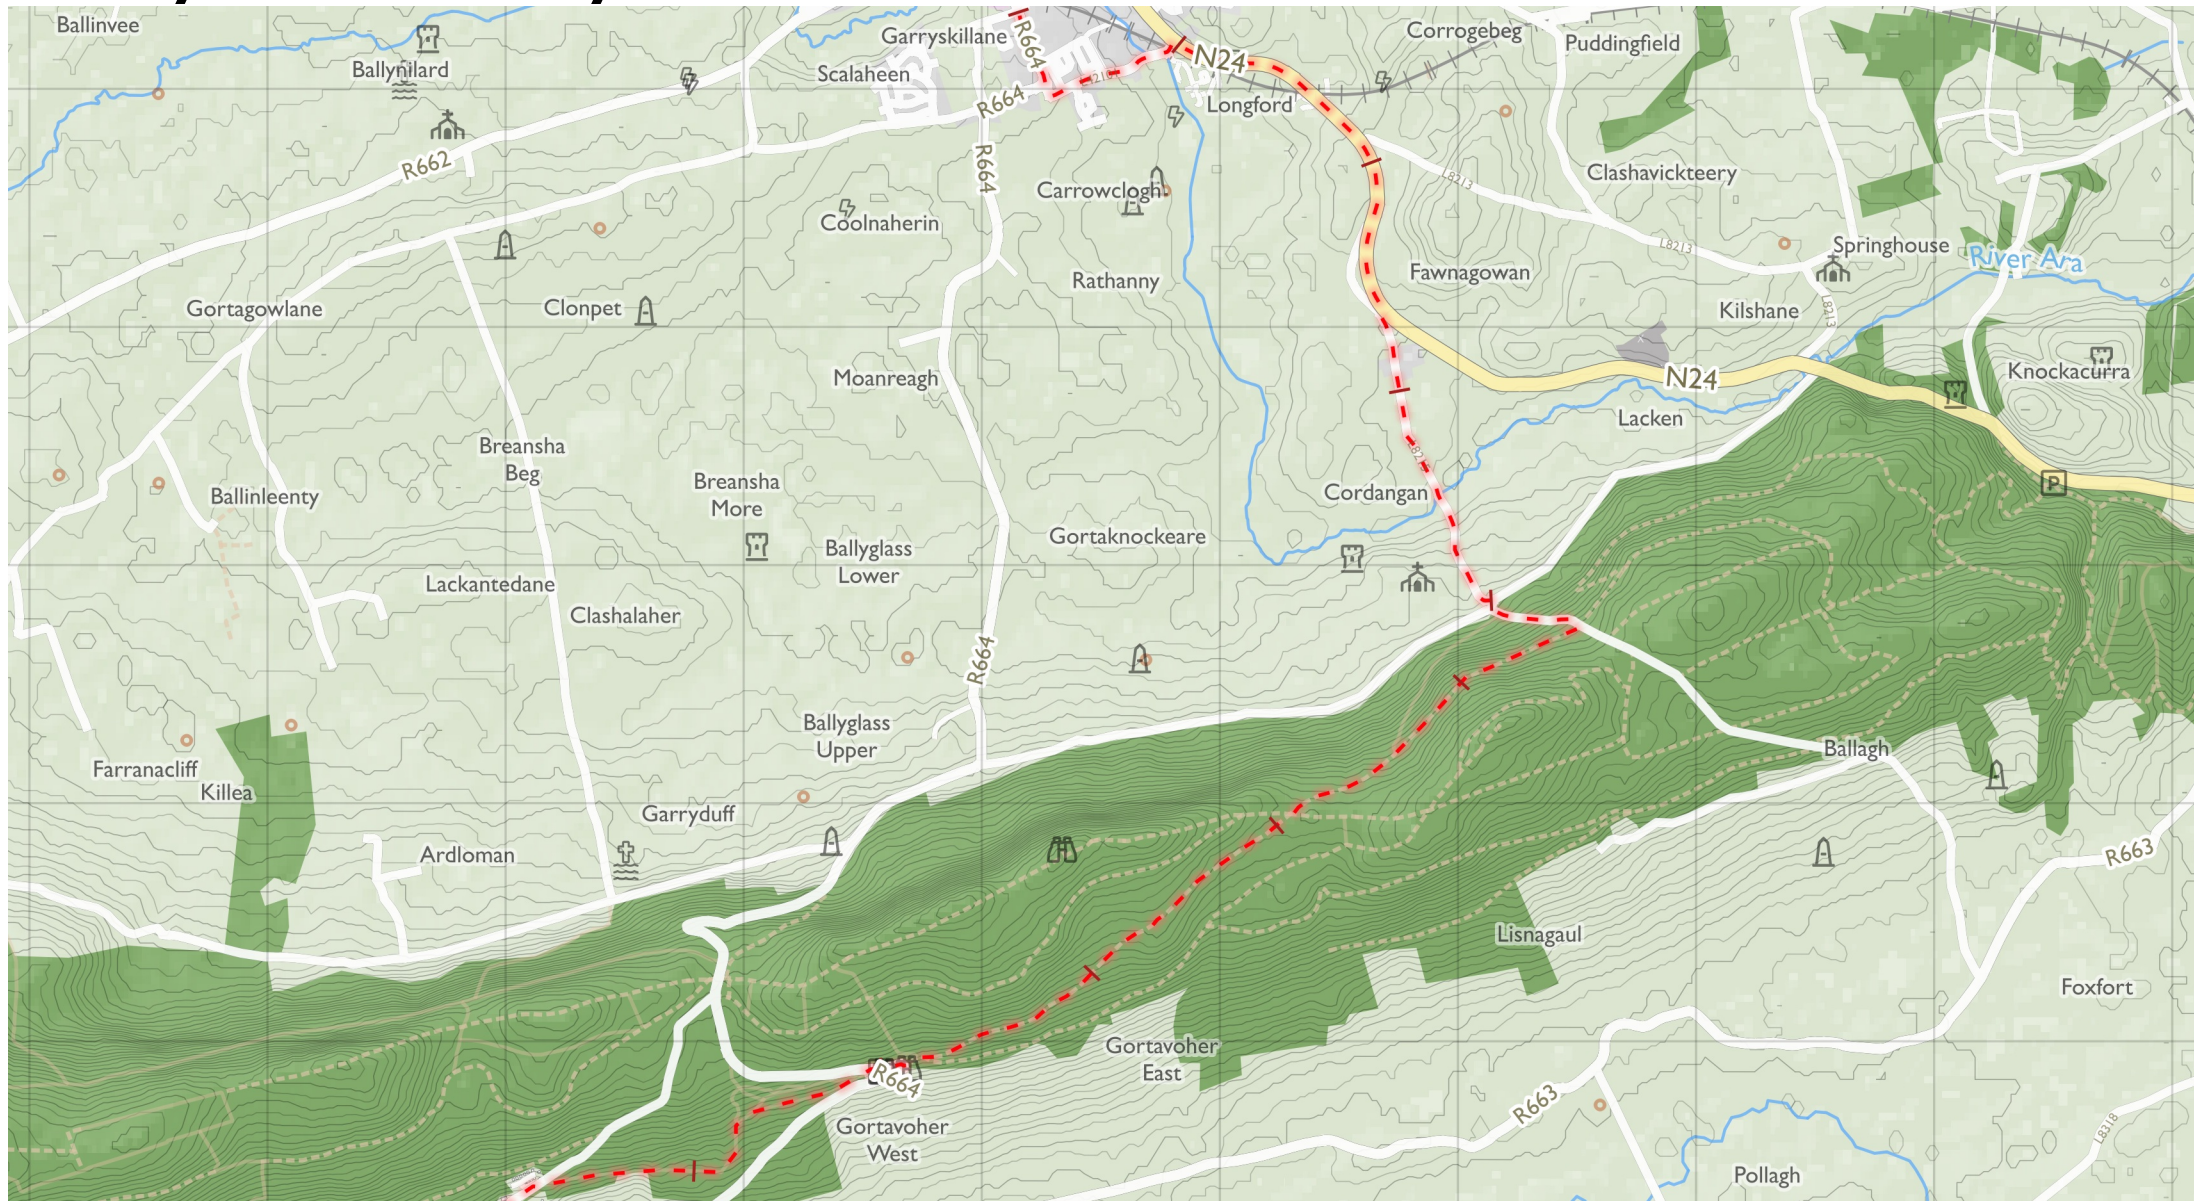 Ballinvee
Garryskillane
R664
Corrogebeg
Puddingfield
N24
Ballynilard
Scalaheen
Longford
R664
R662
R664
L8213
Clashavickteery
Carrowclogh
Coolnaherin
L8213
Springhouse
River Ara
Rathanny
Fawnagowan
Gortagowlane
Clonpet
Kilshane
L8213
Moanreagh
N24
Knockacurra
Lacken
Breansha
Beg
Breansha
More
Cordangan
P
Ballinleenty
Gortaknockeare
Ballyglass
Lower
Lackantedane
Clashalaher
R664
Ballyglass
Upper
Ballagh
Farranacliff
Killea
Garryduff
Ardloman
R663
Lisnagaul
Foxfort
Gortavoher
East
R664
R663
Gortavoher
West
L8318
Pollagh